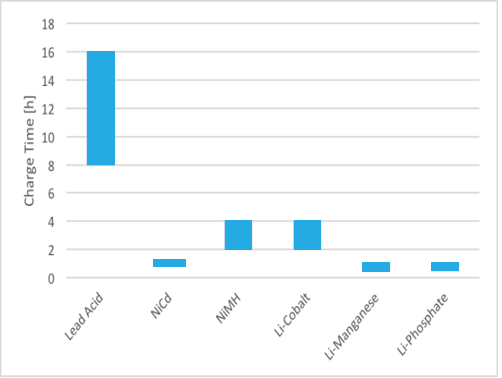 18
16
14
12
10
8
6
4
2
0
Charge Time [h]
Lead Acid
NiCd
NiMH
Li-Cobalt
Li-Manganese
Li-Phosphate